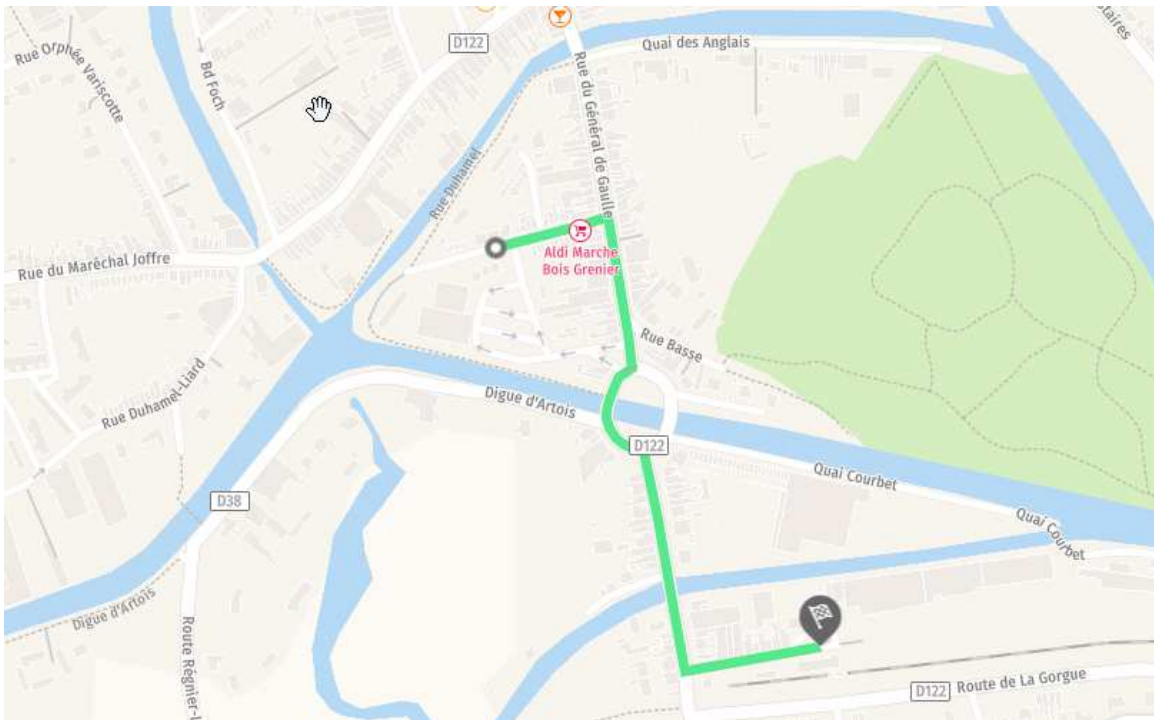 D122
Quai des Anglais
Rue Orphée Variscotte
Bd Foch
Rue du Général de Gaulle
Rue Duhamel
Aldi Marche
Bois Grenier
Rue du Maréchal Joffre
Rue Basse
Rue Duhamel-Liard
Digue d'Artois
D122
Quai Courbet
D38
Quai Courbet
Digue d'Artois
Route Régnier-L
D122
Route de La Gorgue